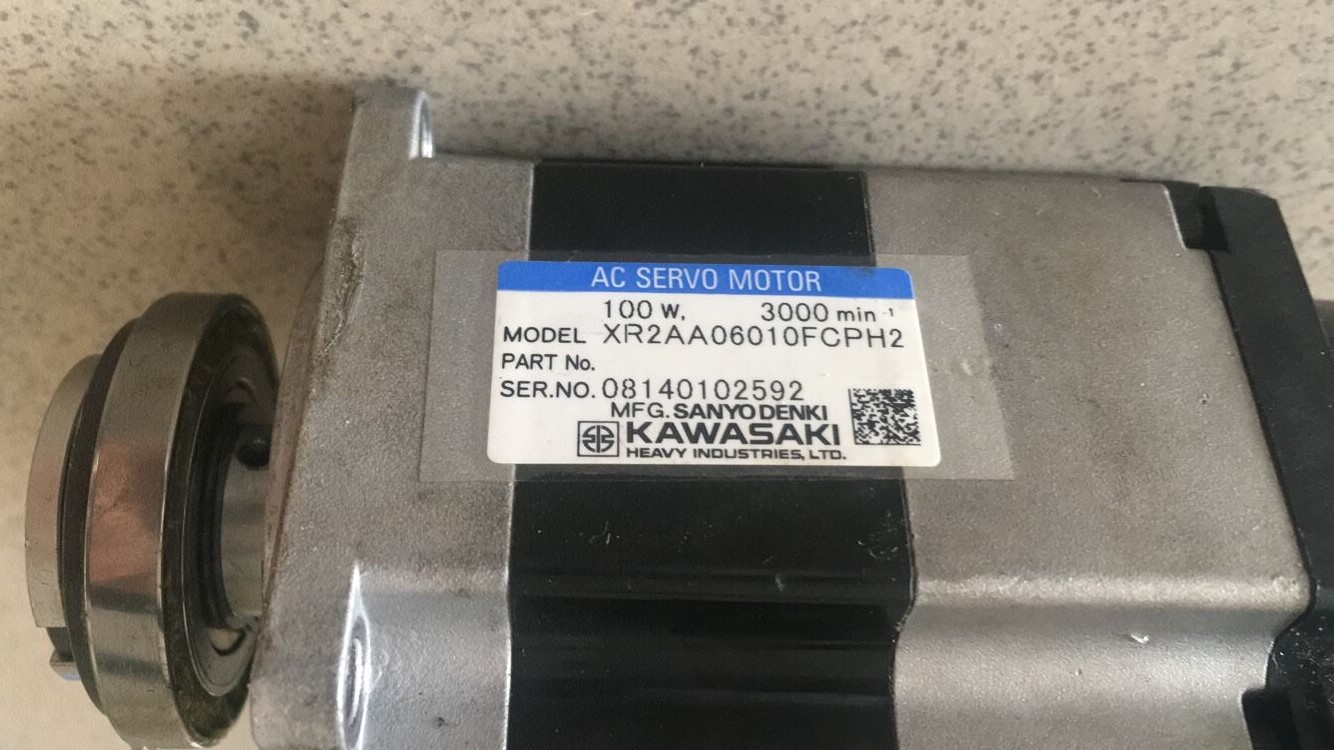 AC SERVO MOTOR
100 W, 3000 min⁻¹
MODEL XR2AA06010FCPH2
PART No.
SER.NO. 08140102592
MFG. SANYO DENKI
KAWASAKI
HEAVY INDUSTRIES, LTD.